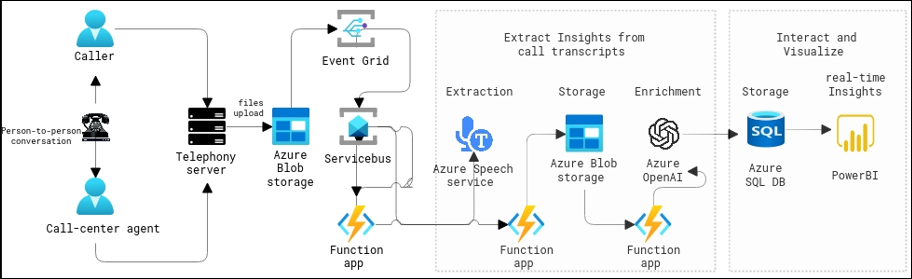 Caller
Person-to-person
conversation
Call-center agent
Telephony
server
files
upload
Azure
Blob
storage
Event Grid
Servicebus
Function
app
Extract Insights from
call transcripts
Extraction
Azure Speech
service
Function
app
Storage
Azure Blob
storage
Enrichment
Azure
OpenAI
Function
app
Interact and
Visualize
Storage
SQL
Azure
SQL DB
real-time
Insights
PowerBI
T